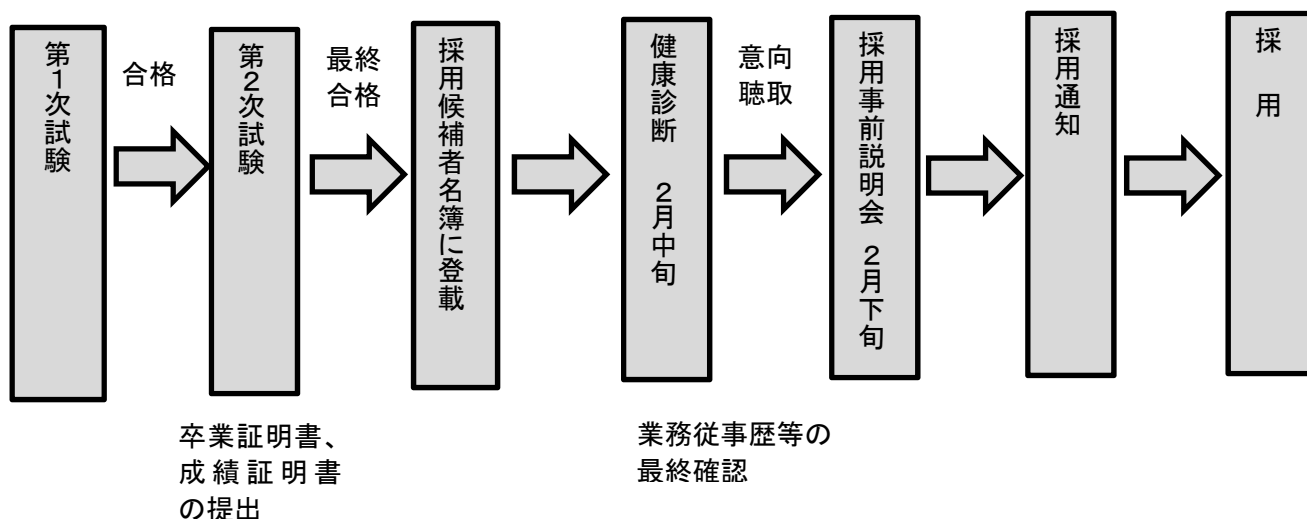 第1次試験
合格
第2次試験
最終
合格
採用候補者名簿に登載
健康診断 2月中旬
意向
聴取
採用事前説明会 2月下旬
採用通知
採 用
卒業証明書、
成績証明書
の提出
業務従事歴等の
最終確認